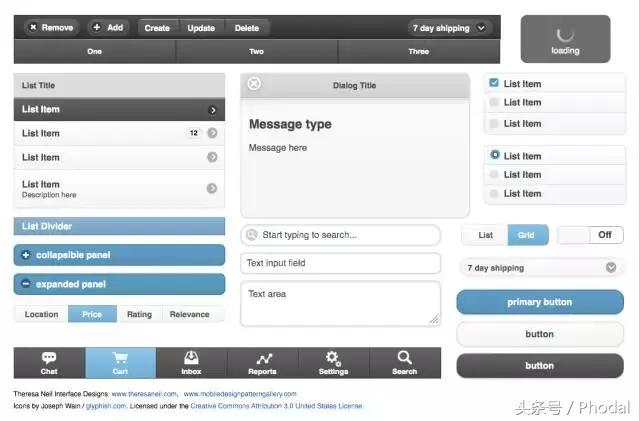 Remove
Add
Create
Update
Delete
7 day shipping
One
Two
Three
loading
List Title
List Item
List Item
12
List Item
List Item
Description here
List Divider
collapsible panel
expanded panel
Location
Price
Rating
Relevance
Dialog Title
Message type
Message here
Start typing to search...
Text input field
Text area
List Item
List Item
List Item
List Item
List Item
List Item
List
Grid
Off
7 day shipping
primary button
button
button
Chat
Cart
Inbox
Reports
Settings
Search
Theresa Neil Interface Designs www.theresaneil.com, www.mobiledesignpatterngallery.com
Icons by Joseph Wain / glyphish.com. Licensed under the Creative Commons Attribution 3.0 United States License.
头条号 / Phodal